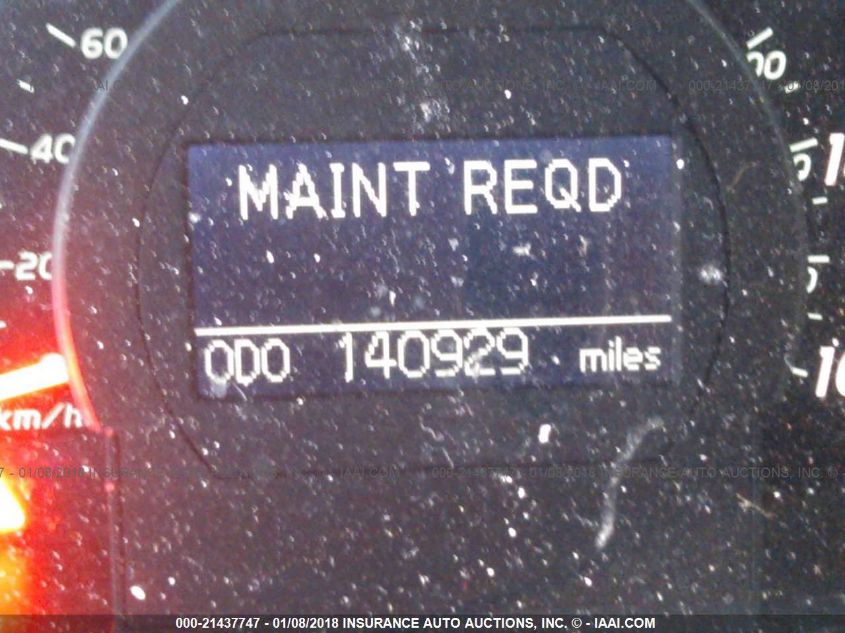 60
40
20
km/h
MAINT REQD
ODO 140929 miles
000-21437747 - 01/08/2018 INSURANCE AUTO AUCTIONS, INC. © - IAAI.COM